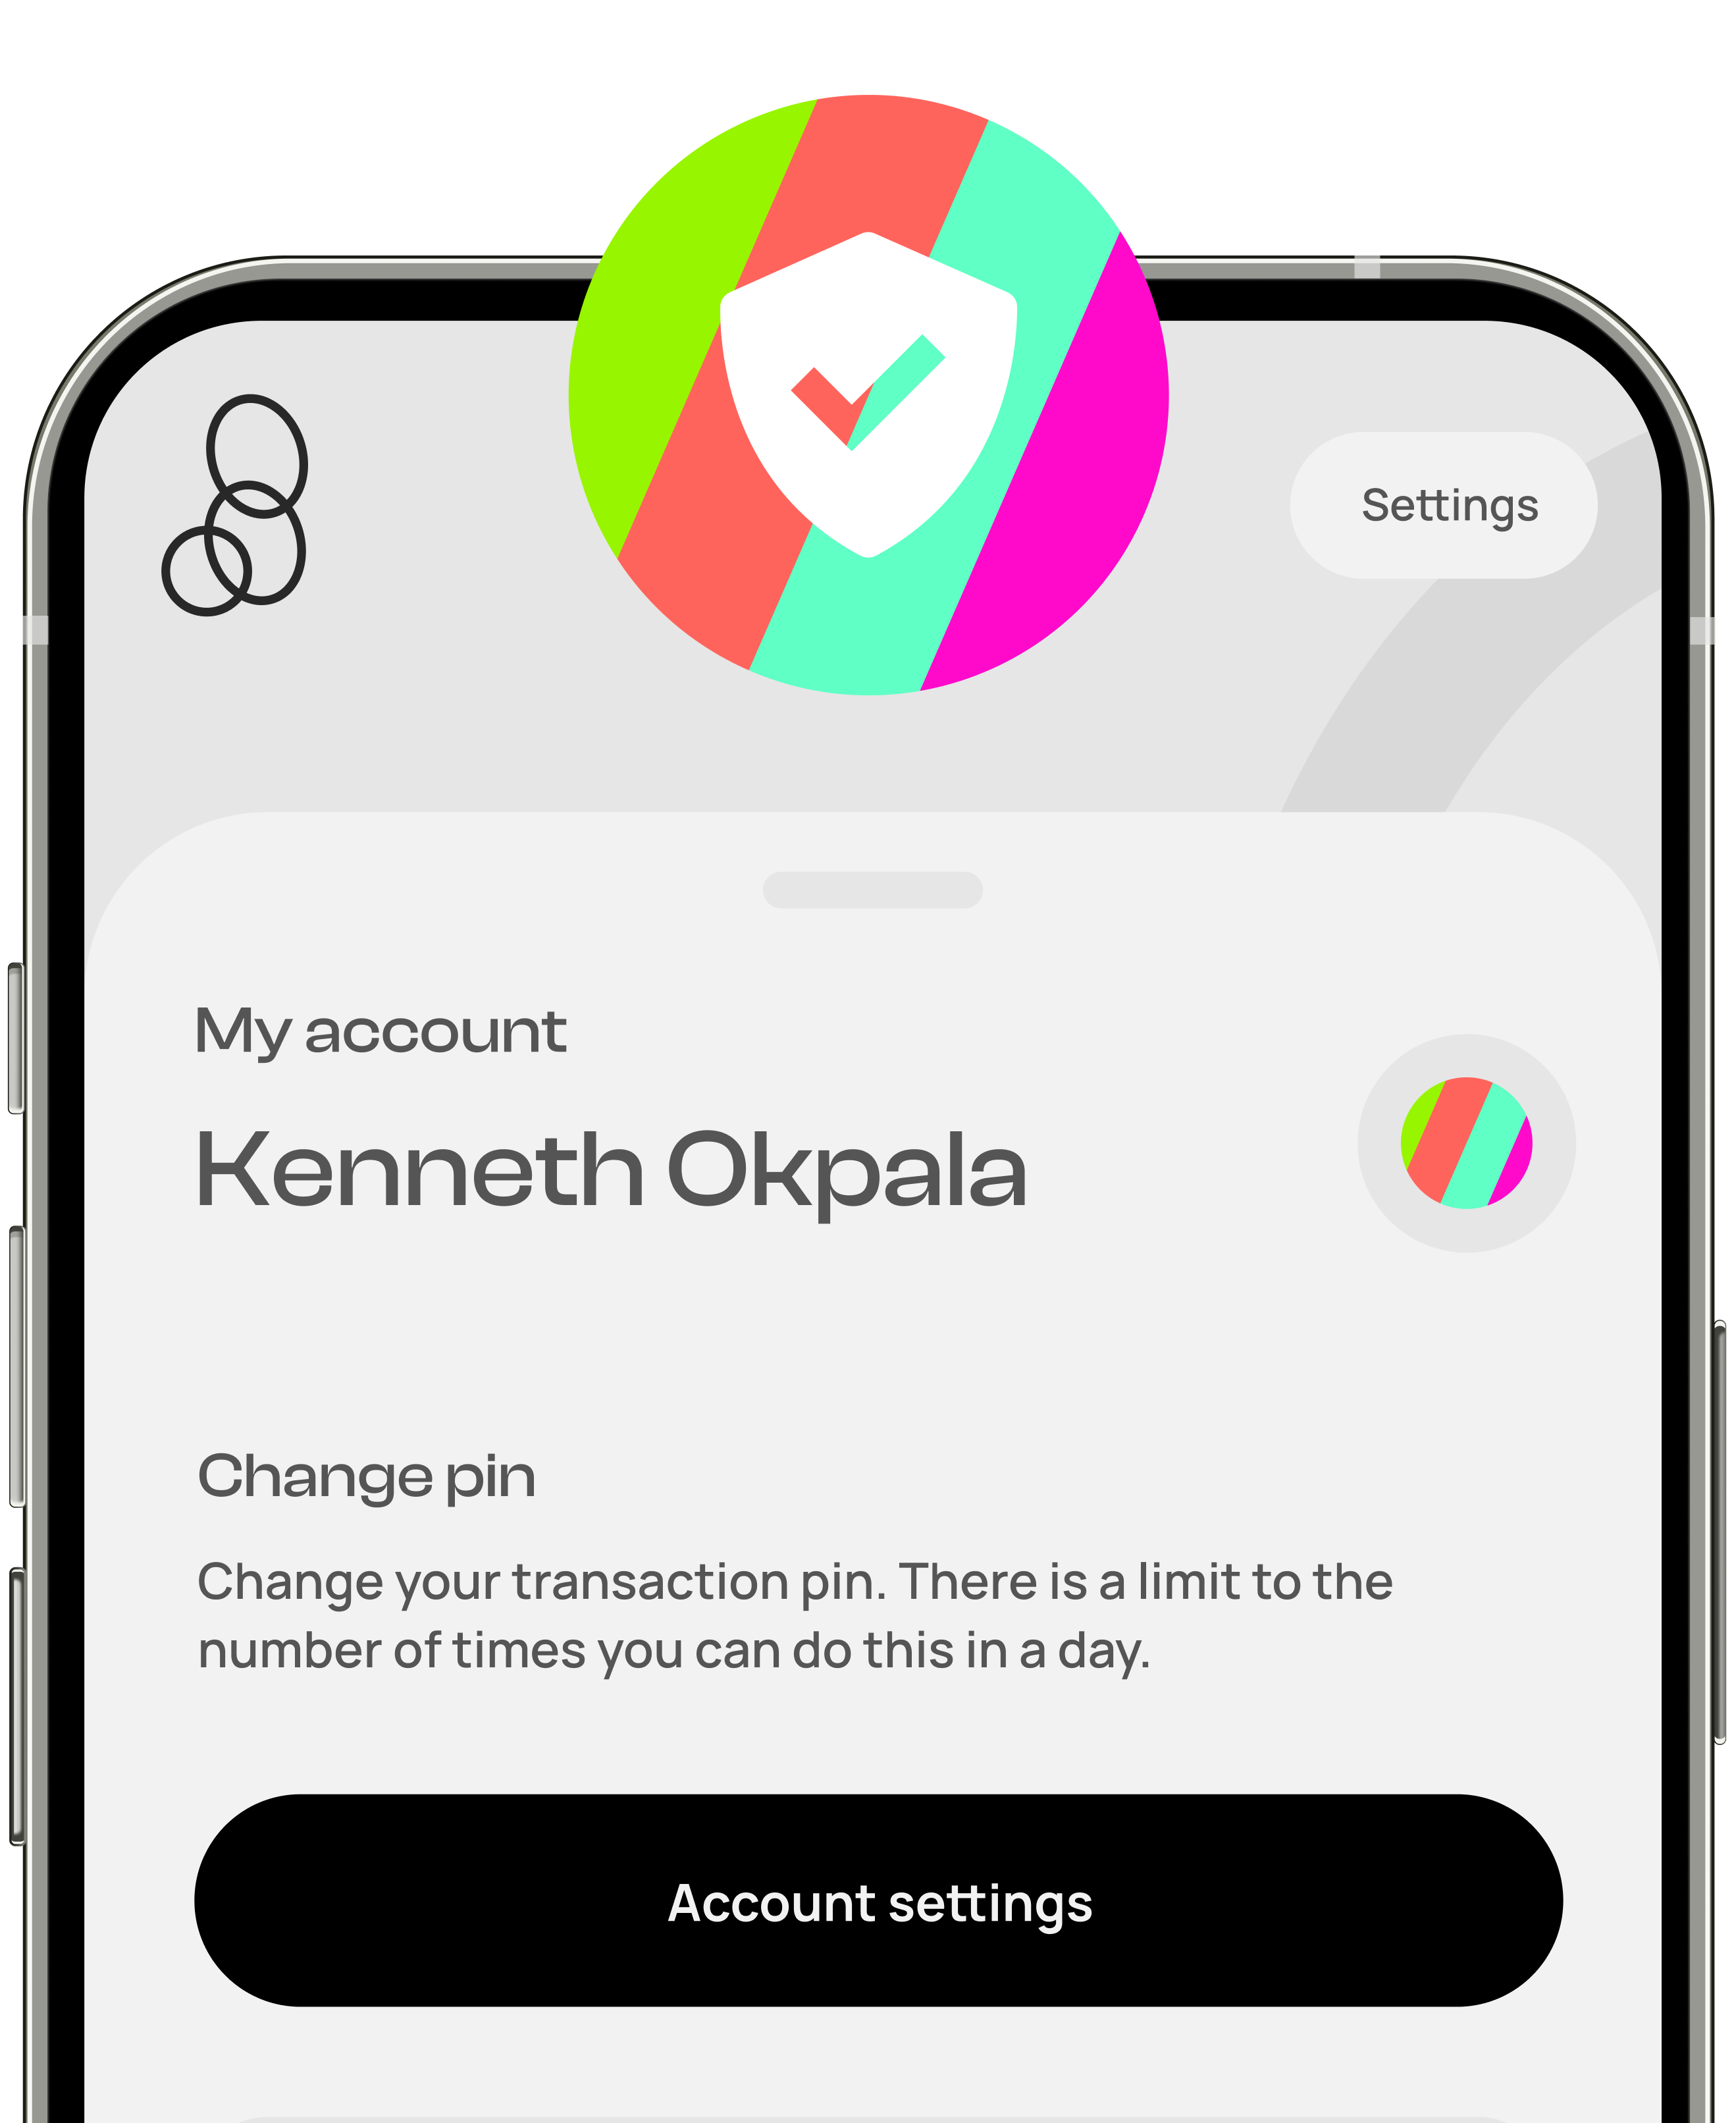 Settings
My account
Kenneth Okpala
Change pin
Change your transaction pin. There is a limit to the
number of times you can do this in a day.
Account settings